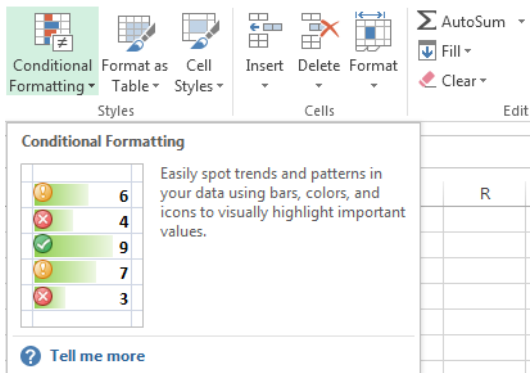 Conditional
Formatting
Format as
Table
Cell
Styles
Styles
Insert
Delete
Format
Cells
AutoSum
Fill
Clear
Edit
Conditional Formatting
6
4
9
7
3
Easily spot trends and patterns in
your data using bars, colors, and
icons to visually highlight important
values.
R
? Tell me more